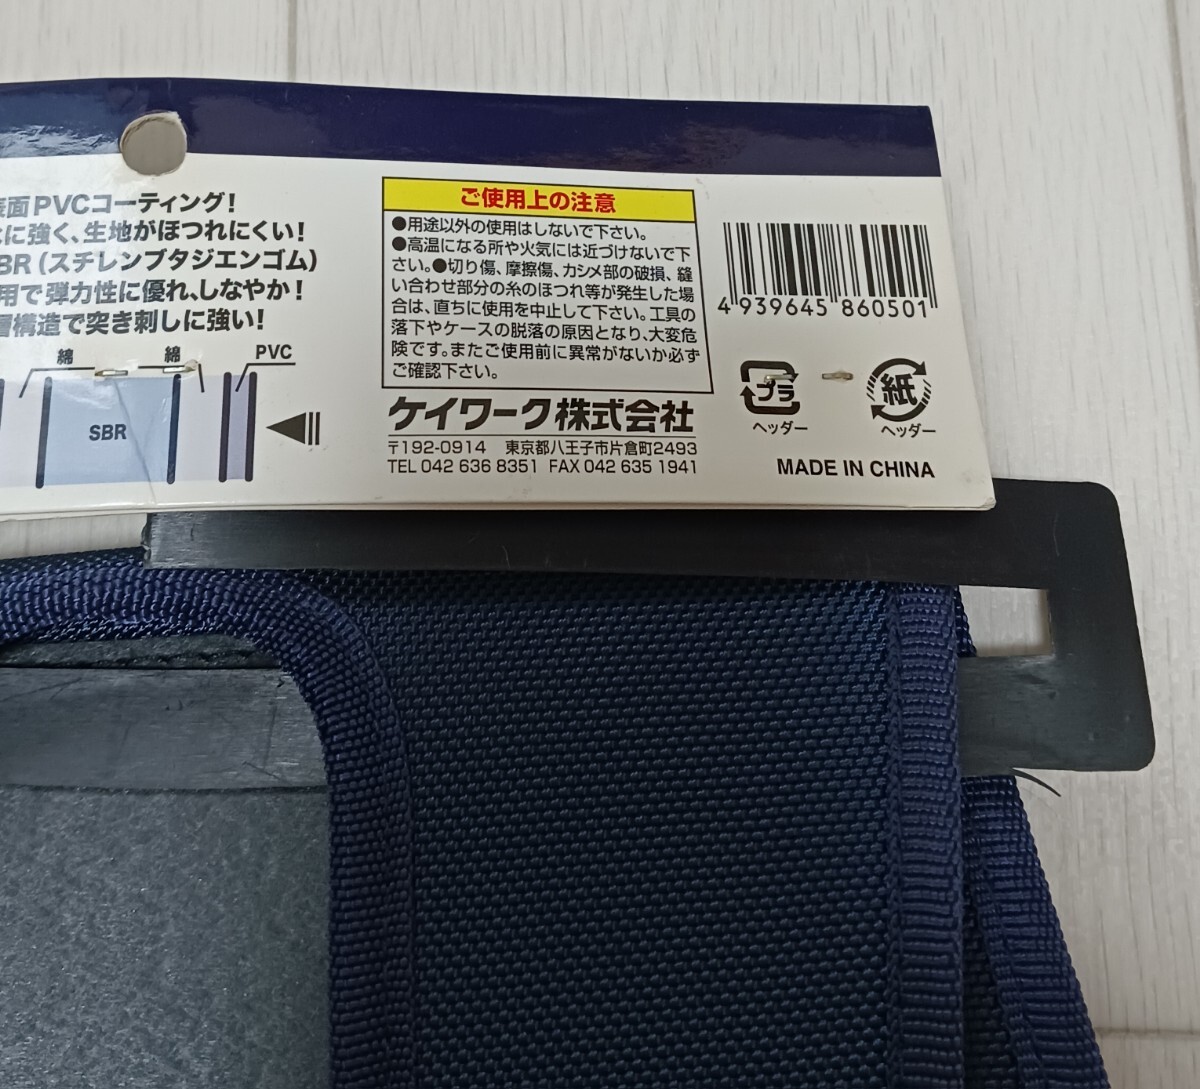 表面PVCコーティング!
に強く、生地がほつれにくい!
SBR(スチレンブタジエンゴム)
用で弾力性に優れ、しなやか!
層構造で突き刺しに強い!
綿 綿 PVC
SBR
ご使用上の注意
●用途以外の使用はしないで下さい。
●高温になる所や火気には近づけないで下
さい。●切り傷、摩擦傷、カシメ部の破損、縫
い合わせ部分の糸のほつれ等が発生した場
合は、直ちに使用を中止して下さい。工具の
落下やケースの脱落の原因となり、大変危
険です。またご使用前に異常がないか必ず
ご確認下さい。
ケイワーク株式会社
〒192-0914 東京都八王子市片倉町2493
TEL 042 636 8351 FAX 042 635 1941
4 939645 860501
プラ
ヘッダー
紙
ヘッダー
MADE IN CHINA